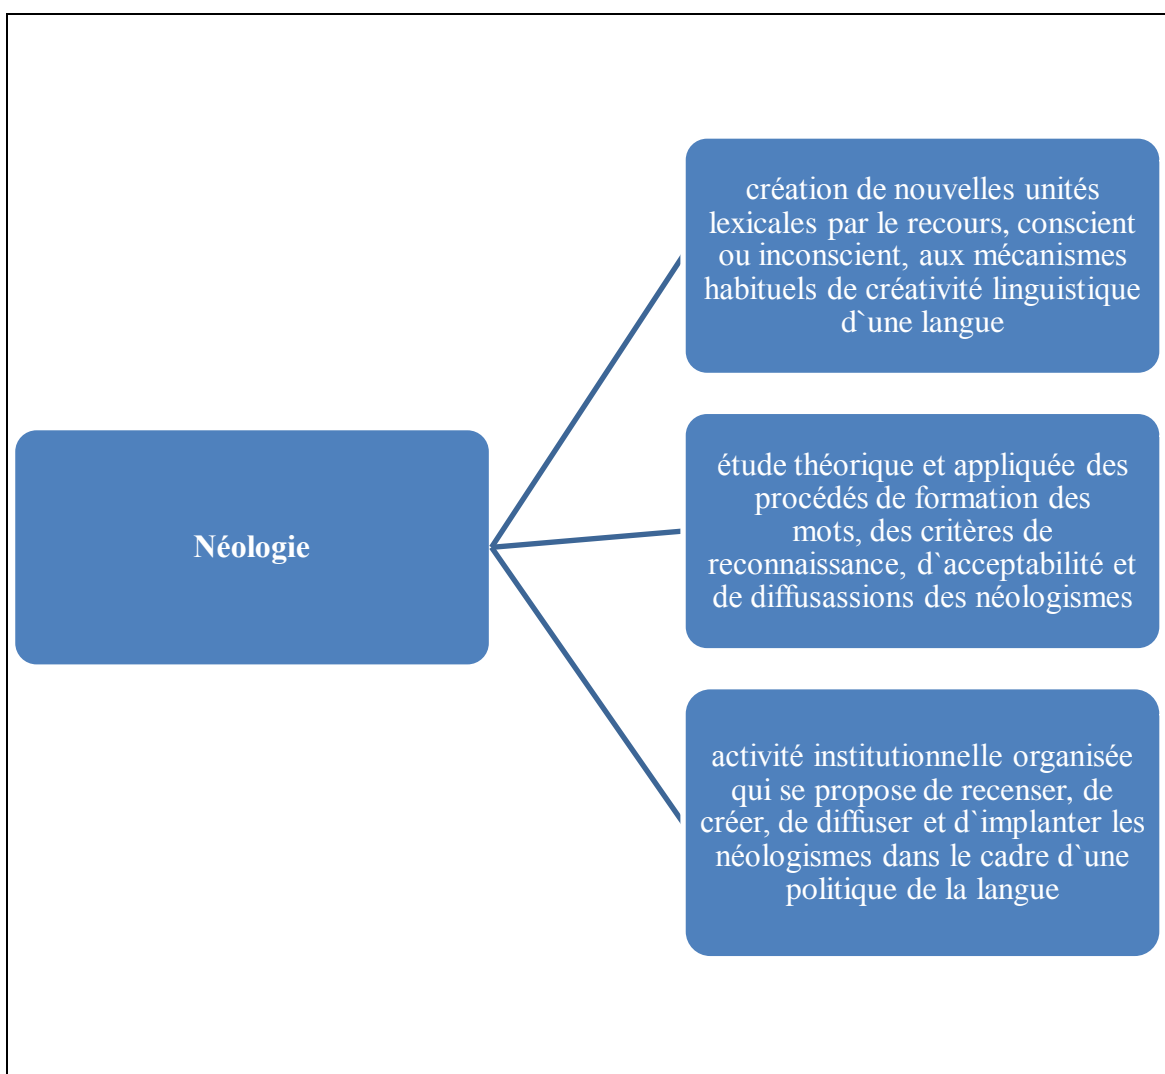 Néologie
création de nouvelles unités
lexicales par le recours, conscient
ou inconscient, aux mécanismes
habituels de créativité linguistique
d`une langue
étude théorique et appliquée des
procédés de formation des
mots, des critères de
reconnaissance, d`acceptabilité et
de diffusassions des néologismes
activité institutionnelle organisée
qui se propose de recenser, de
créer, de diffuser et d`implanter les
néologismes dans le cadre d`une
politique de la langue